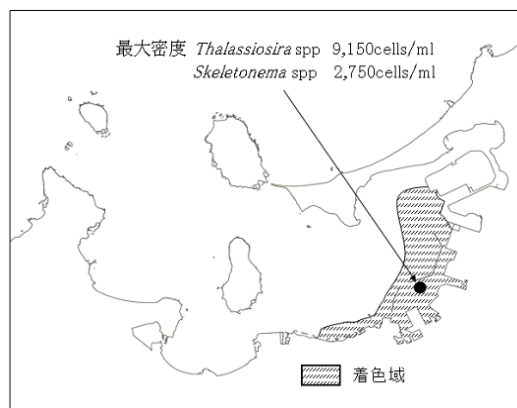 最大密度 Thalassiosira spp 9,150cells/ml
Skeletonema spp 2,750cells/ml
着色域